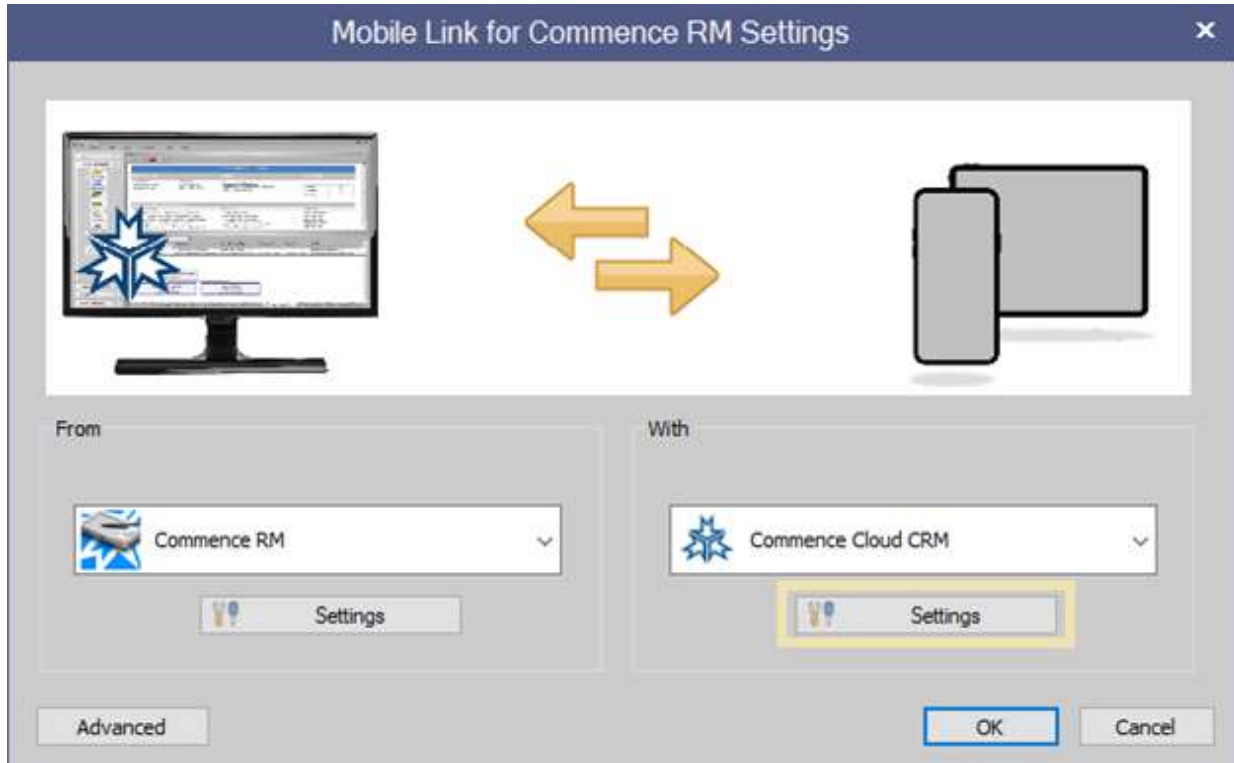 Mobile Link for Commence RM Settings
From
With
Commence RM
Commence Cloud CRM
Settings
Settings
Advanced
OK
Cancel